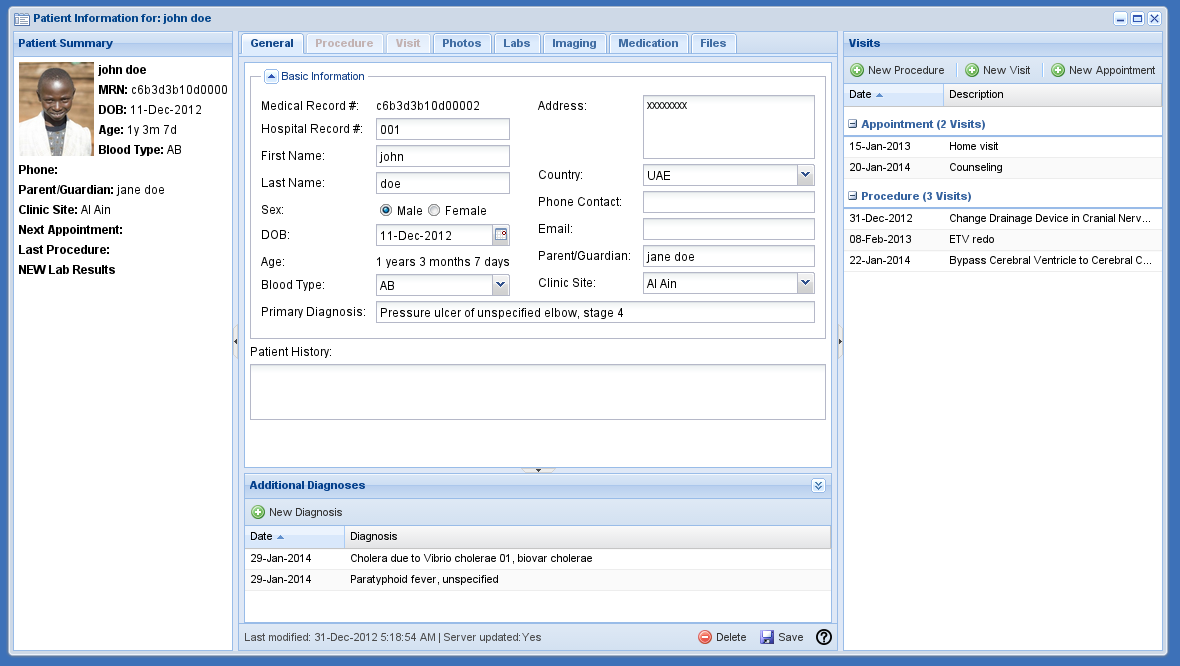 Patient Information for: john doe
Patient Summary
john doe
MRN: c6b3d3b10d0000
DOB: 11-Dec-2012
Age: 1y 3m 7d
Blood Type: AB
Phone:
Parent/Guardian: jane doe
Clinic Site: Al Ain
Next Appointment:
Last Procedure:
NEW Lab Results
General Procedure Visit Photos Labs Imaging Medication Files
Basic Information
Medical Record #: c6b3d3b10d00002
Hospital Record #: 001
First Name: john
Last Name: doe
Sex: Male Female
DOB: 11-Dec-2012
Age: 1 years 3 months 7 days
Blood Type: AB
Address: xxxxxxxx
Country: UAE
Phone Contact:
Email:
Parent/Guardian: jane doe
Clinic Site: Al Ain
Primary Diagnosis: Pressure ulcer of unspecified elbow, stage 4
Patient History:
Additional Diagnoses
New Diagnosis
Date Diagnosis
29-Jan-2014 Cholera due to Vibrio cholerae 01, biovar cholerae
29-Jan-2014 Paratyphoid fever, unspecified
Last modified: 31-Dec-2012 5:18:54 AM | Server updated:Yes
Delete Save ?
Visits
New Procedure New Visit New Appointment
Date Description
Appointment (2 Visits)
15-Jan-2013 Home visit
20-Jan-2014 Counseling
Procedure (3 Visits)
31-Dec-2012 Change Drainage Device in Cranial Nerv...
08-Feb-2013 ETV redo
22-Jan-2014 Bypass Cerebral Ventricle to Cerebral C...